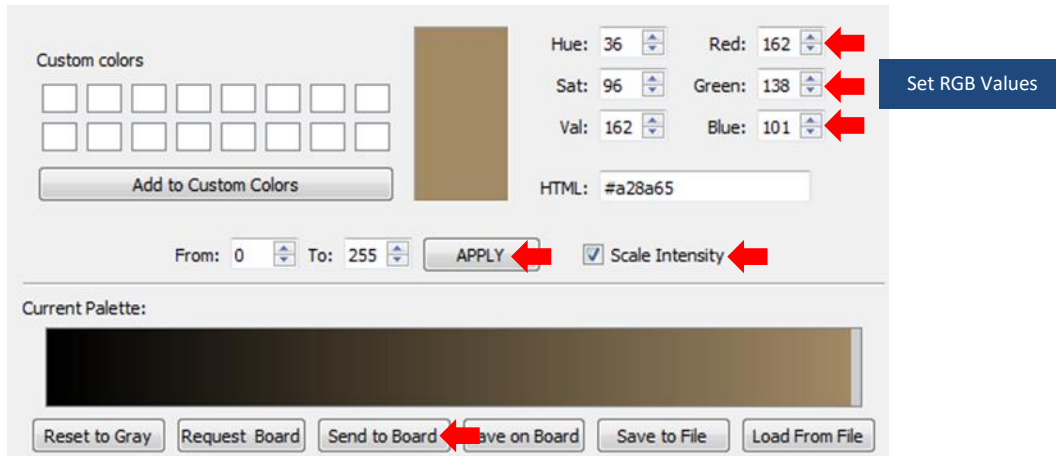 Custom colors
Hue: 36 Red: 162
Set RGB Values
Sat: 96 Green: 138
Val: 162 Blue: 101
Add to Custom Colors
HTML: #a28a65
From: 0 To: 255 APPLY Scale Intensity
Current Palette:
Reset to Gray Request Board Send to Board ave on Board Save to File Load From File